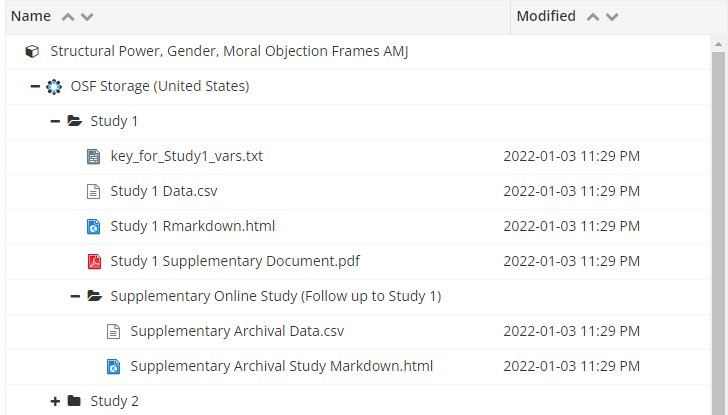 Name Modified
Structural Power, Gender, Moral Objection Frames AMJ
OSF Storage (United States)
Study 1
key_for_Study1_vars.txt 2022-01-03 11:29 PM
Study 1 Data.csv 2022-01-03 11:29 PM
Study 1 Rmarkdown.html 2022-01-03 11:29 PM
Study 1 Supplementary Document.pdf 2022-01-03 11:29 PM
Supplementary Online Study (Follow up to Study 1)
Supplementary Archival Data.csv 2022-01-03 11:29 PM
Supplementary Archival Study Markdown.html 2022-01-03 11:29 PM
Study 2